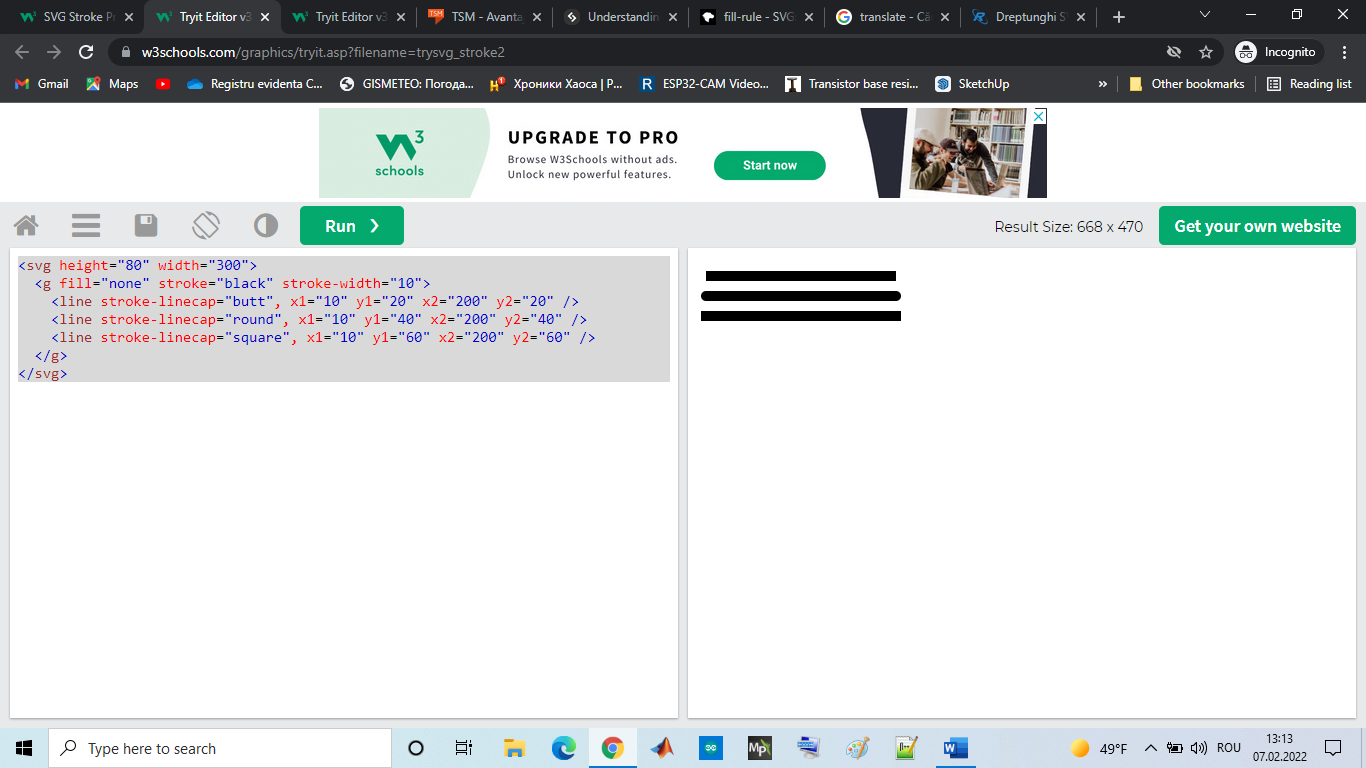 SVG Stroke P
Tryit Editor v3
Tryit Editor v3
TSM - Avanta
Understandin
fill-rule - SVG
translate - Că
Dreptunghi S
w3schools.com/graphics/tryit.asp?filename=trysvg_stroke2
Incognito
Gmail
Maps
Registru evidenta C...
GISMETEO: Погода...
Хроники Хаоса | Р...
ESP32-CAM Video...
Transistor base resi...
SketchUp
»
Other bookmarks
Reading list
3
schools
UPGRADE TO PRO
Browse W3Schools without ads.
Unlock new powerful features.
Start now
Run ❯
Result Size: 668 x 470
Get your own website
<svg height="80" width="300">
<g fill="none" stroke="black" stroke-width="10">
<line stroke-linecap="butt", x1="10" y1="20" x2="200" y2="20" />
<line stroke-linecap="round", x1="10" y1="40" x2="200" y2="40" />
<line stroke-linecap="square", x1="10" y1="60" x2="200" y2="60" />
</g>
</svg>
Type here to search
49°F
ROU
13:13
07.02.2022